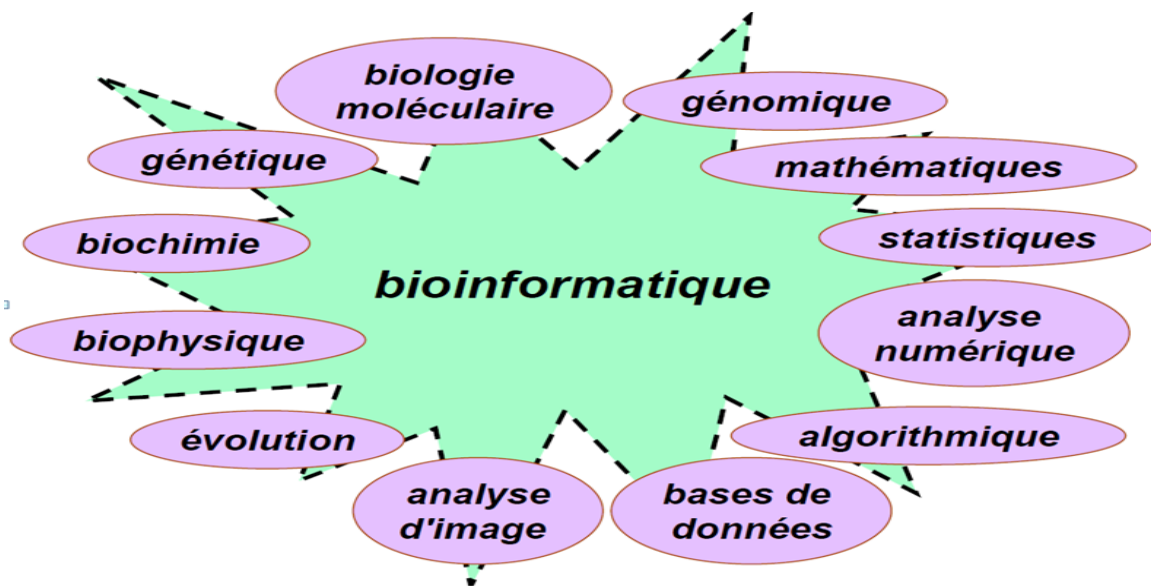 biologie
moléculaire
génomique
génétique
mathématiques
biochimie
statistiques
bioinformatique
biophysique
analyse
numérique
évolution
algorithmique
analyse
d'image
bases de
données